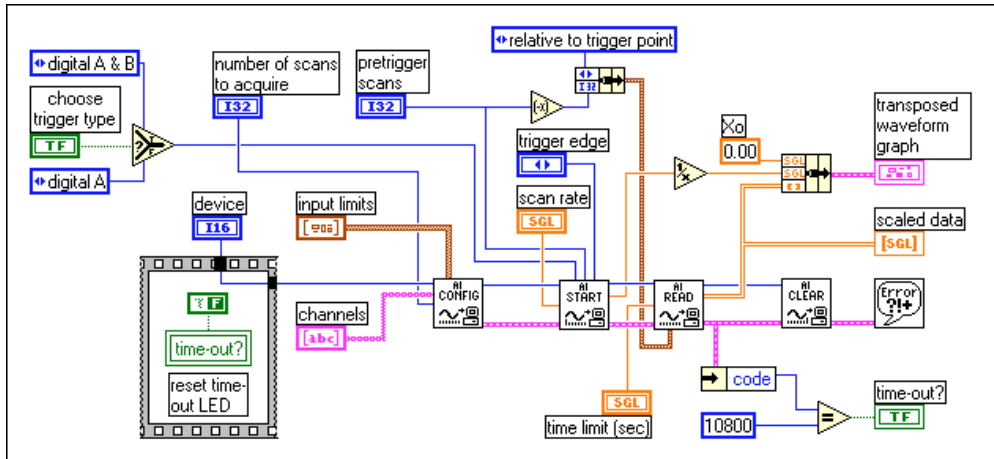 digital A & B
choose
trigger type
TF
digital A
?
F
number of scans
to acquire
I32
pretrigger
scans
I32
relative to trigger point
I32
(-x)
trigger edge
scan rate
SGL
Xo
0.00
1/x
SGL
SGL
transposed
waveform
graph
scaled data
[SGL]
device
I16
input limits
channels
[abc]
F
time-out?
reset time-
out LED
AI
CONFIG
AI
START
AI
READ
AI
CLEAR
Error
?!+
time limit (sec)
SGL
code
10800
=
time-out?
TF